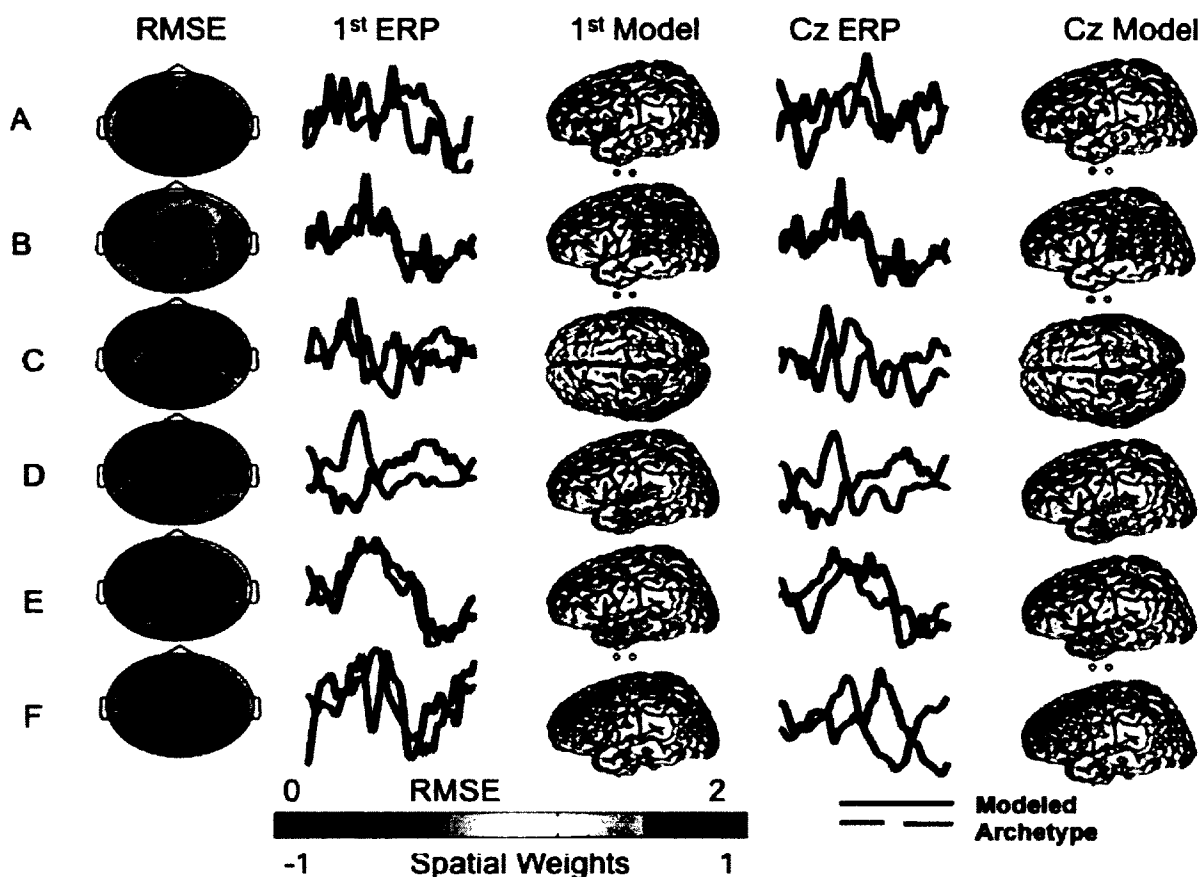 RMSE 1st ERP 1st Model Cz ERP Cz Model
A
B
C
D
E
F
0 RMSE 2
-1 Spatial Weights 1
Modeled
Archetype